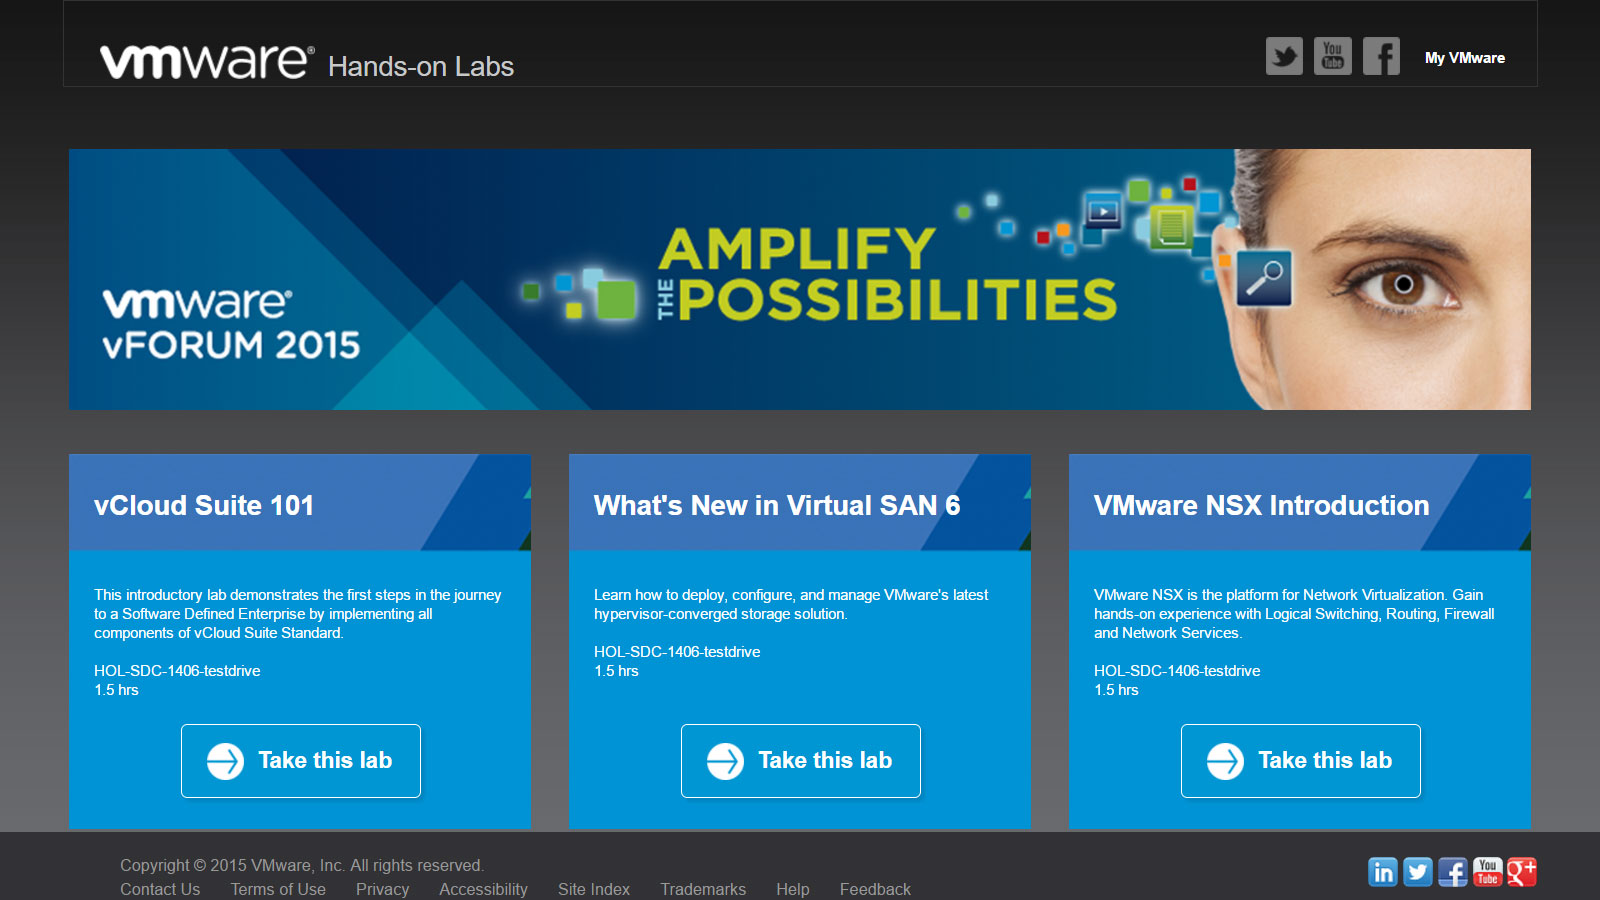 vmware® Hands-on Labs
You
Tube
My VMware
AMPLIFY
THE POSSIBILITIES
vmware®
vFORUM 2015
vCloud Suite 101
This introductory lab demonstrates the first steps in the journey
to a Software Defined Enterprise by implementing all
components of vCloud Suite Standard.
HOL-SDC-1406-testdrive
1.5 hrs
Take this lab
What's New in Virtual SAN 6
Learn how to deploy, configure, and manage VMware's latest
hypervisor-converged storage solution.
HOL-SDC-1406-testdrive
1.5 hrs
Take this lab
VMware NSX Introduction
VMware NSX is the platform for Network Virtualization. Gain
hands-on experience with Logical Switching, Routing, Firewall
and Network Services.
HOL-SDC-1406-testdrive
1.5 hrs
Take this lab
Copyright © 2015 VMware, Inc. All rights reserved.
Contact Us Terms of Use Privacy Accessibility Site Index Trademarks Help Feedback
in
f
You
Tube
g+